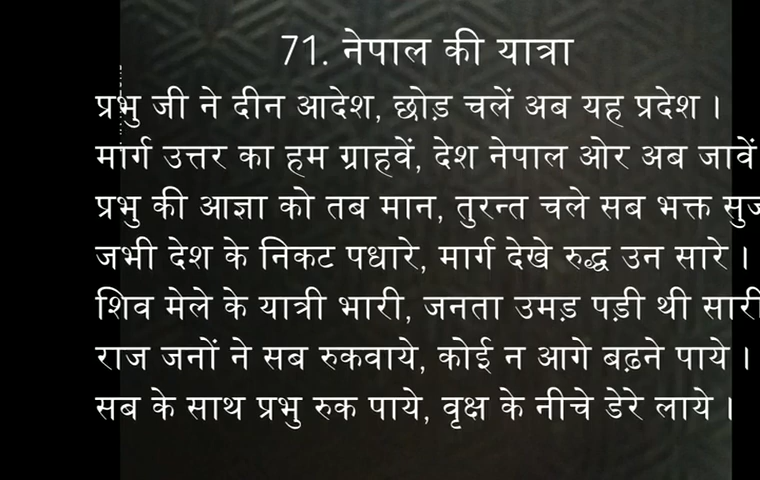 71. नेपाल की यात्रा
प्रभु जी ने दीन आदेश, छोड़ चलें अब यह प्रदेश ।
मार्ग उत्तर का हम ग्राहवें, देश नेपाल ओर अब जावें
प्रभु की आज्ञा को तब मान, तुरन्त चले सब भक्त
जभी देश के निकट पधारे, मार्ग देखे रुद्ध उन सारे ।
शिव मेले के यात्री भारी, जनता उमड़ पड़ी थी सारी
राज जनों ने सब रुकवाये, कोई न आगे बढ़ने पाये ।
सब के साथ प्रभु रुक पाये, वृक्ष के नीचे डेरे लाये ।